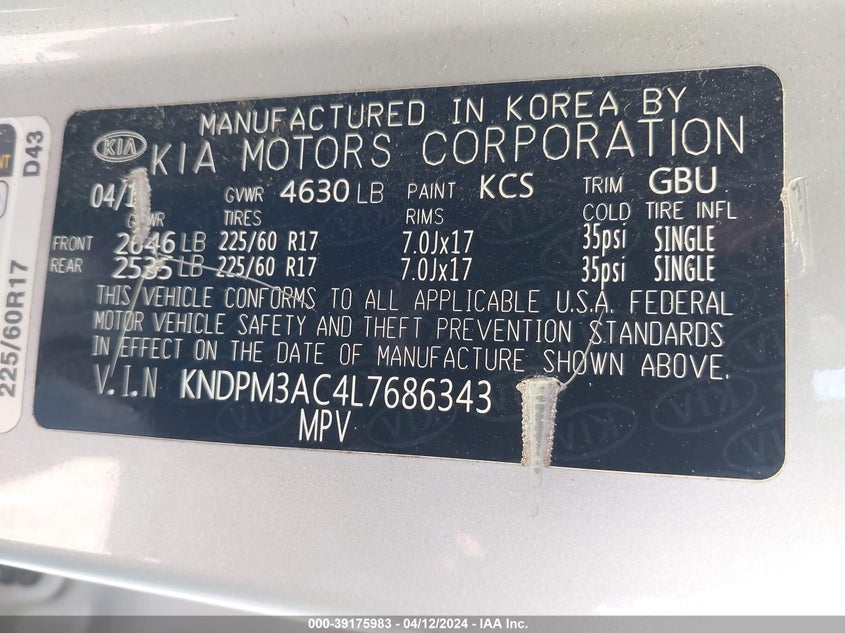 MANUFACTURED IN KOREA BY
KIA KIA MOTORS CORPORATION
GVWR 4630 LB PAINT KCS TRIM GBU
TIRES RIMS COLD TIRE INFL
FRONT 2646 LB 225/60 R17 7.0Jx17 35psi SINGLE
REAR 2535 LB 225/60 R17 7.0Jx17 35psi SINGLE
THIS VEHICLE CONFORMS TO ALL APPLICABLE U.S.A. FEDERAL
MOTOR VEHICLE SAFETY AND THEFT PREVENTION STANDARDS
IN EFFECT ON THE DATE OF MANUFACTURE SHOWN ABOVE.
V.I.N KNDPM3AC4L7686343
MPV
D43
225/60R17
000-39175983 - 04/12/2024 - IAA Inc.